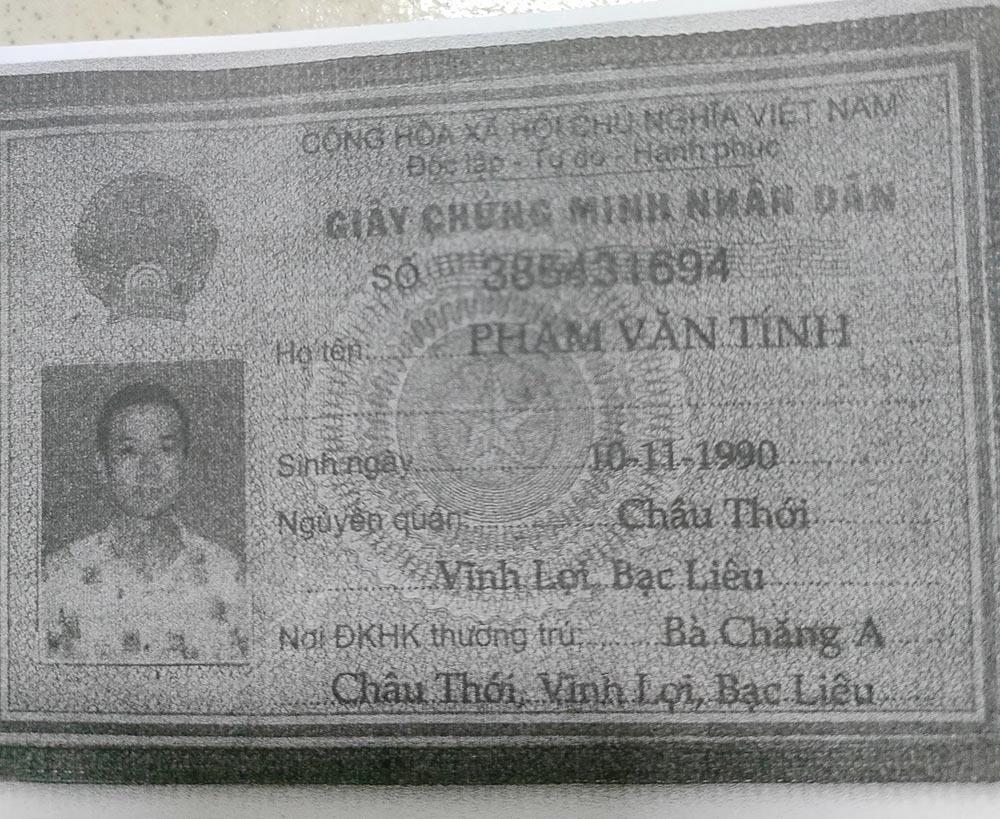 CỘNG HÒA XÃ HỘI CHỦ NGHĨA VIỆT NAM
Độc lập - Tự do - Hạnh phúc
GIẤY CHỨNG MINH NHÂN DÂN
SỐ 385431694
Họ tên PHẠM VĂN TÍNH
Sinh ngày 10-11-1990
Nguyên quán Châu Thới
Vĩnh Lợi, Bạc Liêu
Nơi ĐKHK thường trú: Bà Chăng A
Châu Thới, Vĩnh Lợi, Bạc Liêu